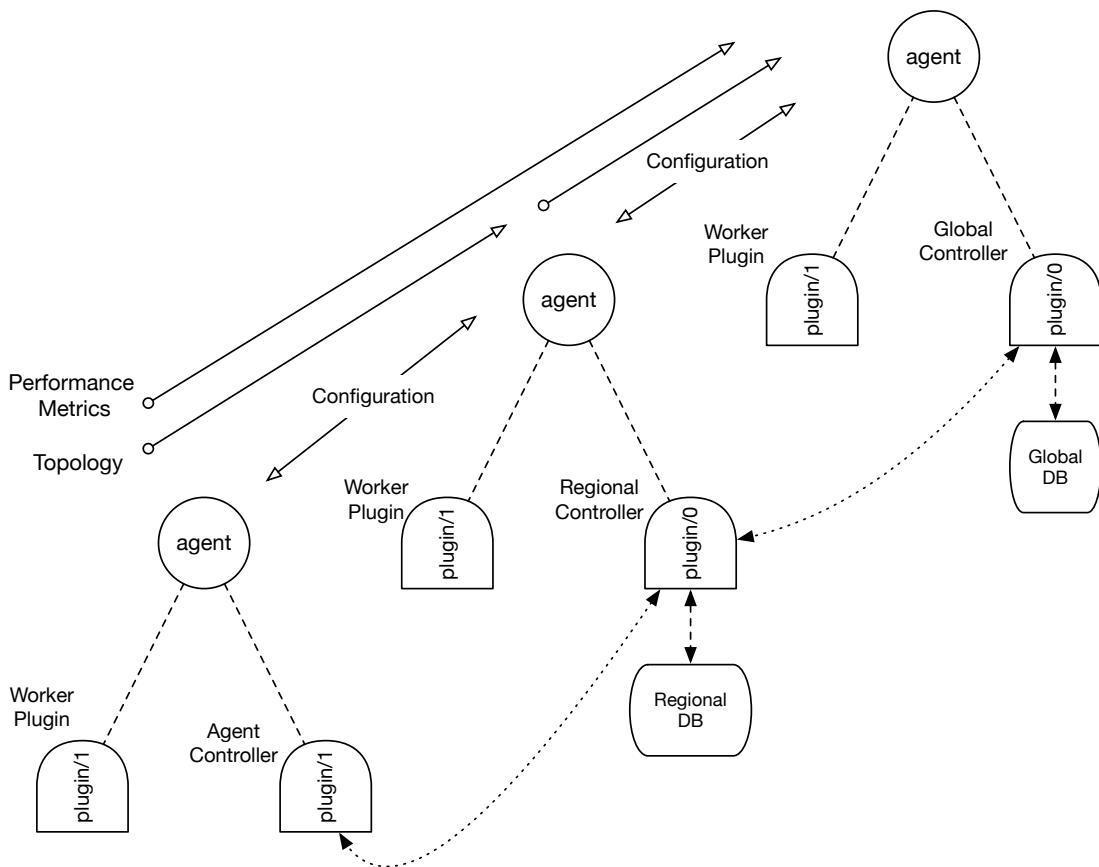 agent
Configuration
Worker
Plugin
Global
Controller
plugin/1
plugin/0
agent
Performance
Metrics
Configuration
Topology
Global
DB
Worker
Plugin
Regional
Controller
plugin/1
plugin/0
agent
Worker
Plugin
Agent
Controller
Regional
DB
plugin/1
plugin/1